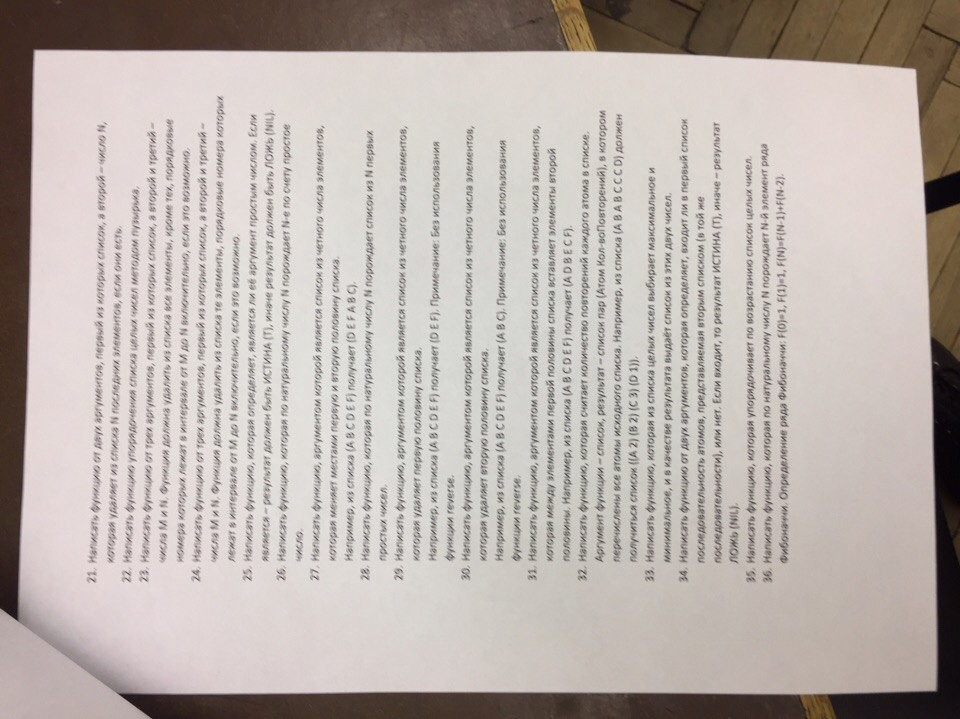 21. Написать функцию от двух аргументов, первый из которых список, а второй – число N,
которая удаляет из списка N последних элементов, если они есть.
22. Написать функцию упорядочения списка целых чисел методом пузырька.
23. Написать функцию от трех аргументов, первый из которых список, а второй и третий –
числа M и N. Функция должна удалить из списка все элементы, кроме тех, порядковые
номера которых лежат в интервале от M до N включительно, если это возможно.
24. Написать функцию от трех аргументов, первый из которых список, а второй и третий –
числа M и N. Функция должна удалить из списка те элементы, порядковые номера которых
лежат в интервале от M до N включительно, если это возможно.
25. Написать функцию, которая определяет, является ли её аргумент простым числом. Если
является – результат должен быть ИСТИНА (T), иначе результат должен быть ЛОЖЬ (NIL).
26. Написать функцию, которая по натуральному числу N порождает N-е по счету простое
число.
27. Написать функцию, аргументом которой является список из четного числа элементов,
которая меняет местами первую и вторую половину списка.
Например, из списка (A B C D E F) получает (D E F A B C).
28. Написать функцию, которая по натуральному числу N порождает список из N первых
простых чисел.
29. Написать функцию, аргументом которой является список из четного числа элементов,
которая удаляет первую половину списка.
Например, из списка (A B C D E F) получает (D E F). Примечание: Без использования
функции reverse.
30. Написать функцию, аргументом которой является список из четного числа элементов,
которая удаляет вторую половину списка.
Например, из списка (A B C D E F) получает (A B C). Примечание: Без использования
функции reverse.
31. Написать функцию, аргументом которой является список из четного числа элементов,
которая между элементами первой половины списка вставляет элементы второй
половины. Например, из списка (A B C D E F) получает (A D B E C F).
32. Написать функцию, которая считает количество повторений каждого атома в списке.
Аргумент функции – список, результат – список пар (Атом Кол-воПовторений), в котором
перечислены все атомы исходного списка. Например, из списка (A B A B C C C D) должен
получиться список ((A 2) (B 2) (C 3) (D 1)).
33. Написать функцию, которая из списка целых чисел выбирает максимальное и
минимальное, и в качестве результата выдаёт список из этих двух чисел.
34. Написать функцию от двух аргументов, которая определяет, входит ли в первый список
последовательность атомов, представляемая вторым списком (в той же
последовательности), или нет. Если входит, то результат ИСТИНА (T), иначе – результат
ЛОЖЬ (NIL).
35. Написать функцию, которая упорядочивает по возрастанию список целых чисел.
36. Написать функцию, которая по натуральному числу N порождает N-й элемент ряда
Фибоначчи. Определение ряда Фибоначчи: F(0)=1, F(1)=1, F(N)=F(N-1)+F(N-2).